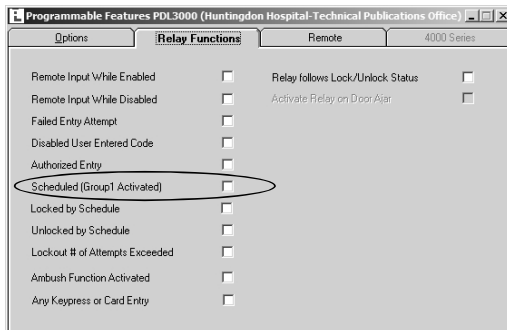 Programmable Features PDL3000 (Huntingdon Hospital-Technical Publications Office)
Options Relay Functions Remote 4000 Series
Remote Input While Enabled
Remote Input While Disabled
Failed Entry Attempt
Disabled User Entered Code
Authorized Entry
Scheduled (Group1 Activated)
Locked by Schedule
Unlocked by Schedule
Lockout # of Attempts Exceeded
Ambush Function Activated
Any Keypress or Card Entry
Relay follows Lock/Unlock Status
Activate Relay on Door Ajar